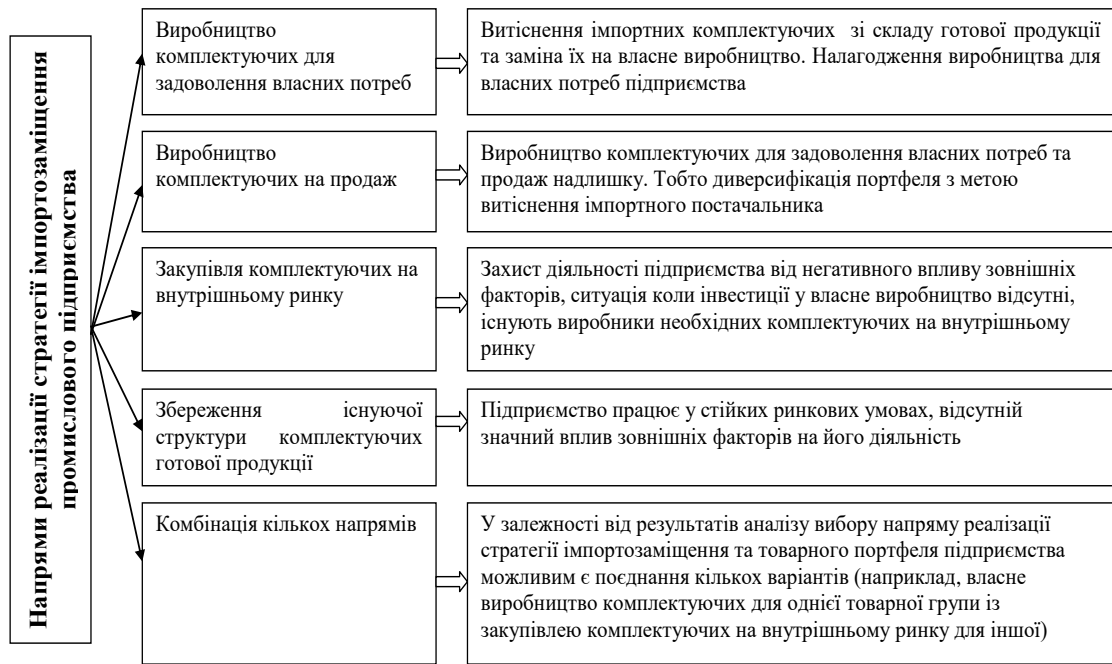 Напрями реалізації стратегії імпортозаміщення
промислового підприємства
Виробництво
комплектуючих для
задоволення власних потреб
Витіснення імпортних комплектуючих зі складу готової продукції
та заміна їх на власне виробництво. Налагодження виробництва для
власних потреб підприємства
Виробництво
комплектуючих на продаж
Виробництво комплектуючих для задоволення власних потреб та
продаж надлишку. Тобто диверсифікація портфеля з метою
витіснення імпортного постачальника
Закупівля комплектуючих на
внутрішньому ринку
Захист діяльності підприємства від негативного впливу зовнішніх
факторів, ситуація коли інвестиції у власне виробництво відсутні,
існують виробники необхідних комплектуючих на внутрішньому
ринку
Збереження існуючої
структури комплектуючих
готової продукції
Підприємство працює у стійких ринкових умовах, відсутній
значний вплив зовнішніх факторів на його діяльність
Комбінація кількох напрямів
У залежності від результатів аналізу вибору напряму реалізації
стратегії імпортозаміщення та товарного портфеля підприємства
можливим є поєднання кількох варіантів (наприклад, власне
виробництво комплектуючих для однієї товарної групи із
закупівлею комплектуючих на внутрішньому ринку для іншої)